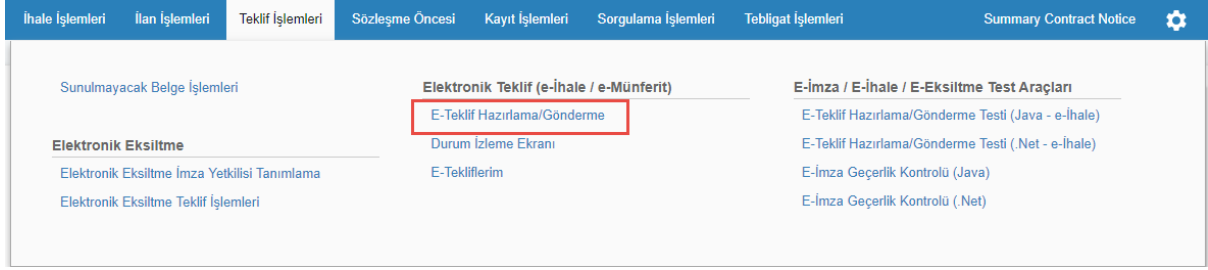 İhale İşlemleri
İlan İşlemleri
Teklif İşlemleri
Sözleşme Öncesi
Kayıt İşlemleri
Sorgulama İşlemleri
Tebligat İşlemleri
Summary Contract Notice
Sunulmayacak Belge İşlemleri
Elektronik Eksiltme
Elektronik Eksiltme İmza Yetkilisi Tanımlama
Elektronik Eksiltme Teklif İşlemleri
Elektronik Teklif (e-İhale / e-Münferit)
E-Teklif Hazırlama/Gönderme
Durum İzleme Ekranı
E-Tekliflerim
E-İmza / E-İhale / E-Eksiltme Test Araçları
E-Teklif Hazırlama/Gönderme Testi (Java - e-İhale)
E-Teklif Hazırlama/Gönderme Testi (.Net - e-İhale)
E-İmza Geçerlik Kontrolü (Java)
E-İmza Geçerlik Kontrolü (.Net)